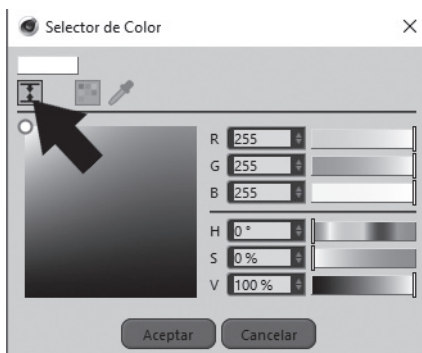 Selector de Color
R 255
G 255
B 255
H 0 °
S 0 %
V 100 %
Aceptar Cancelar